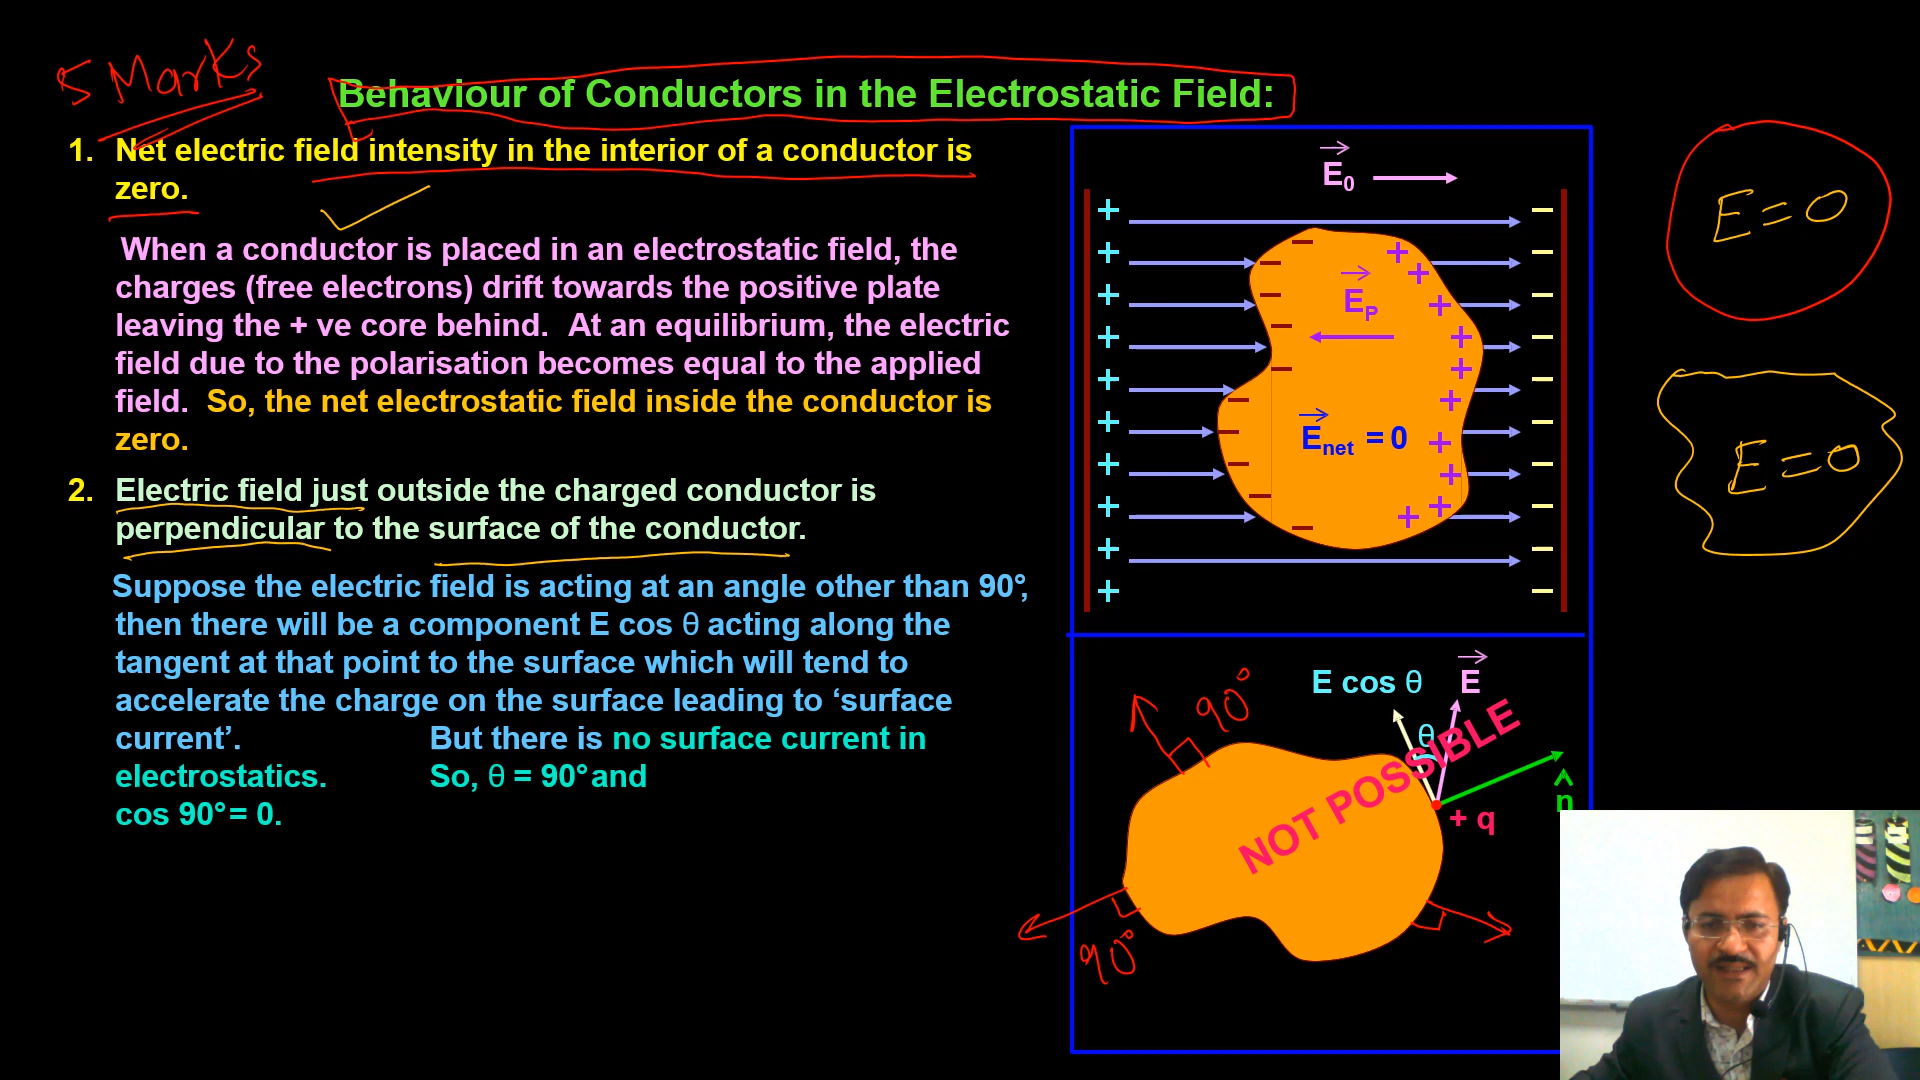 5 Marks
Behaviour of Conductors in the Electrostatic Field:
1. Net electric field intensity in the interior of a conductor is
zero.
When a conductor is placed in an electrostatic field, the
charges (free electrons) drift towards the positive plate
leaving the + ve core behind. At an equilibrium, the electric
field due to the polarisation becomes equal to the applied
field. So, the net electrostatic field inside the conductor is
zero.
2. Electric field just outside the charged conductor is
perpendicular to the surface of the conductor.
Suppose the electric field is acting at an angle other than 90°,
then there will be a component E cos θ acting along the
tangent at that point to the surface which will tend to
accelerate the charge on the surface leading to ‘surface
current’. But there is no surface current in
electrostatics. So, θ = 90° and
cos 90° = 0.
E₀
E_P
E_net = 0
E = 0
E = 0
E cos θ E
θ
NOT POSSIBLE
n̂
+ q
90°
90°